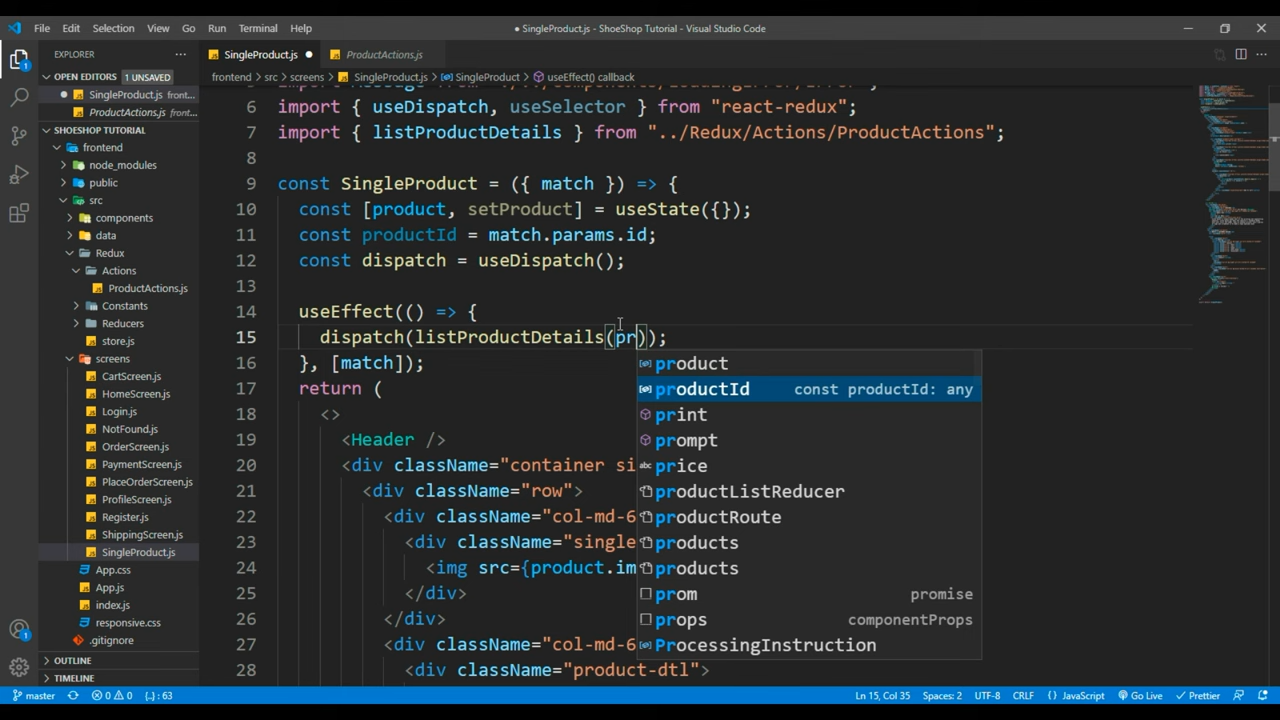 File Edit Selection View Go Run Terminal Help
● SingleProduct.js - ShoeShop Tutorial - Visual Studio Code
EXPLORER
OPEN EDITORS 1 UNSAVED
SingleProduct.js front...
ProductActions.js front...
SHOESHOP TUTORIAL
frontend
node_modules
public
src
components
data
Redux
Actions
ProductActions.js
Constants
Reducers
store.js
screens
CartScreen.js
HomeScreen.js
Login.js
NotFound.js
OrderScreen.js
PaymentScreen.js
PlaceOrderScreen.js
ProfileScreen.js
Register.js
ShippingScreen.js
SingleProduct.js
App.css
App.js
index.js
responsive.css
.gitignore
OUTLINE
TIMELINE
SingleProduct.js ●
ProductActions.js
frontend > src > screens > SingleProduct.js > SingleProduct > useEffect() callback
6 import { useDispatch, useSelector } from "react-redux";
7 import { listProductDetails } from "../Redux/Actions/ProductActions";
8
9 const SingleProduct = ({ match }) => {
10 const [product, setProduct] = useState({});
11 const productId = match.params.id;
12 const dispatch = useDispatch();
13
14 useEffect(() => {
15 dispatch(listProductDetails(pr));
16 }, [match]);
17 return (
18 <>
19 <Header />
20 <div className="container si
21 <div className="row">
22 <div className="col-md-6
23 <div className="single
24 <img src={product.im
25 </div>
26 </div>
27 <div className="col-md-6
28 <div className="product-dtl">
product
productId const productId: any
print
prompt
price
productListReducer
productRoute
products
products
prom promise
props componentProps
ProcessingInstruction
master 0 0 {..} : 63
Ln 15, Col 35 Spaces: 2 UTF-8 CRLF {} JavaScript Go Live Prettier